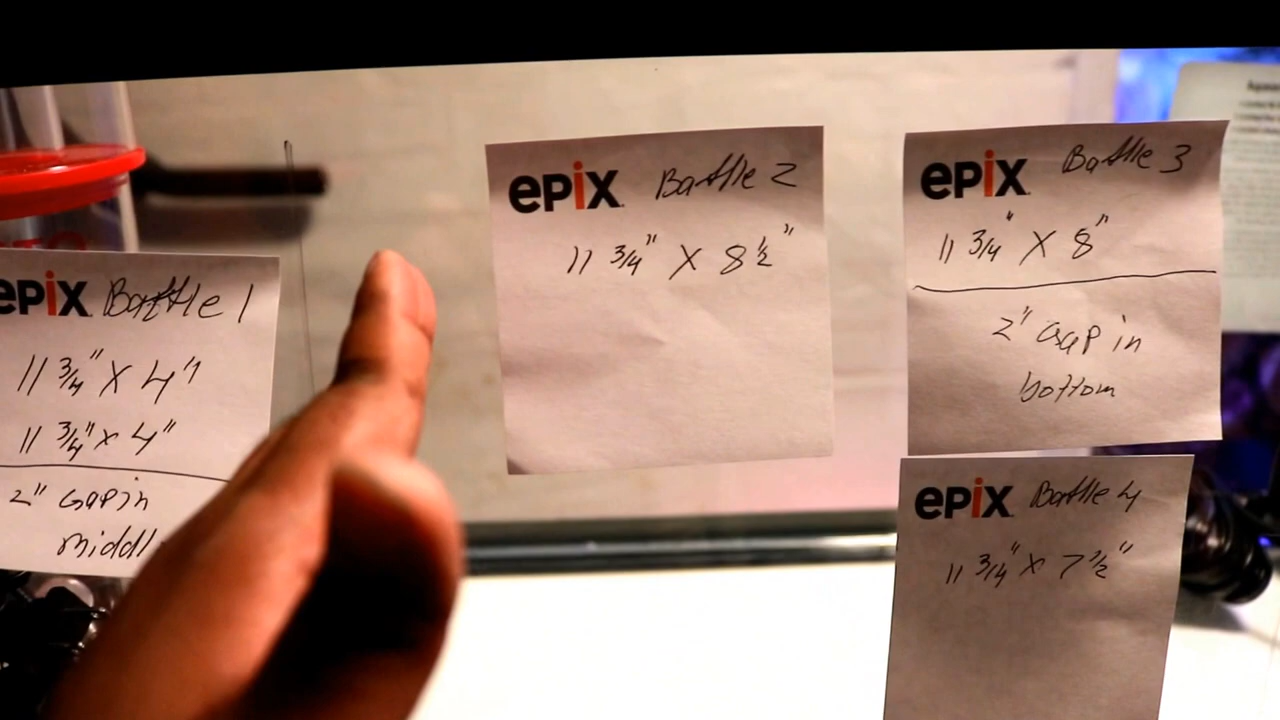 epix Battle 1
11 3/4" X 4"
11 3/4" x 4"
2" Gap in
middl
epix Battle 2
11 3/4" X 8 1/2"
epix Battle 3
11 3/4" X 8"
2" Gap in
bottom
epix Battle 4
11 3/4" x 7 1/2"